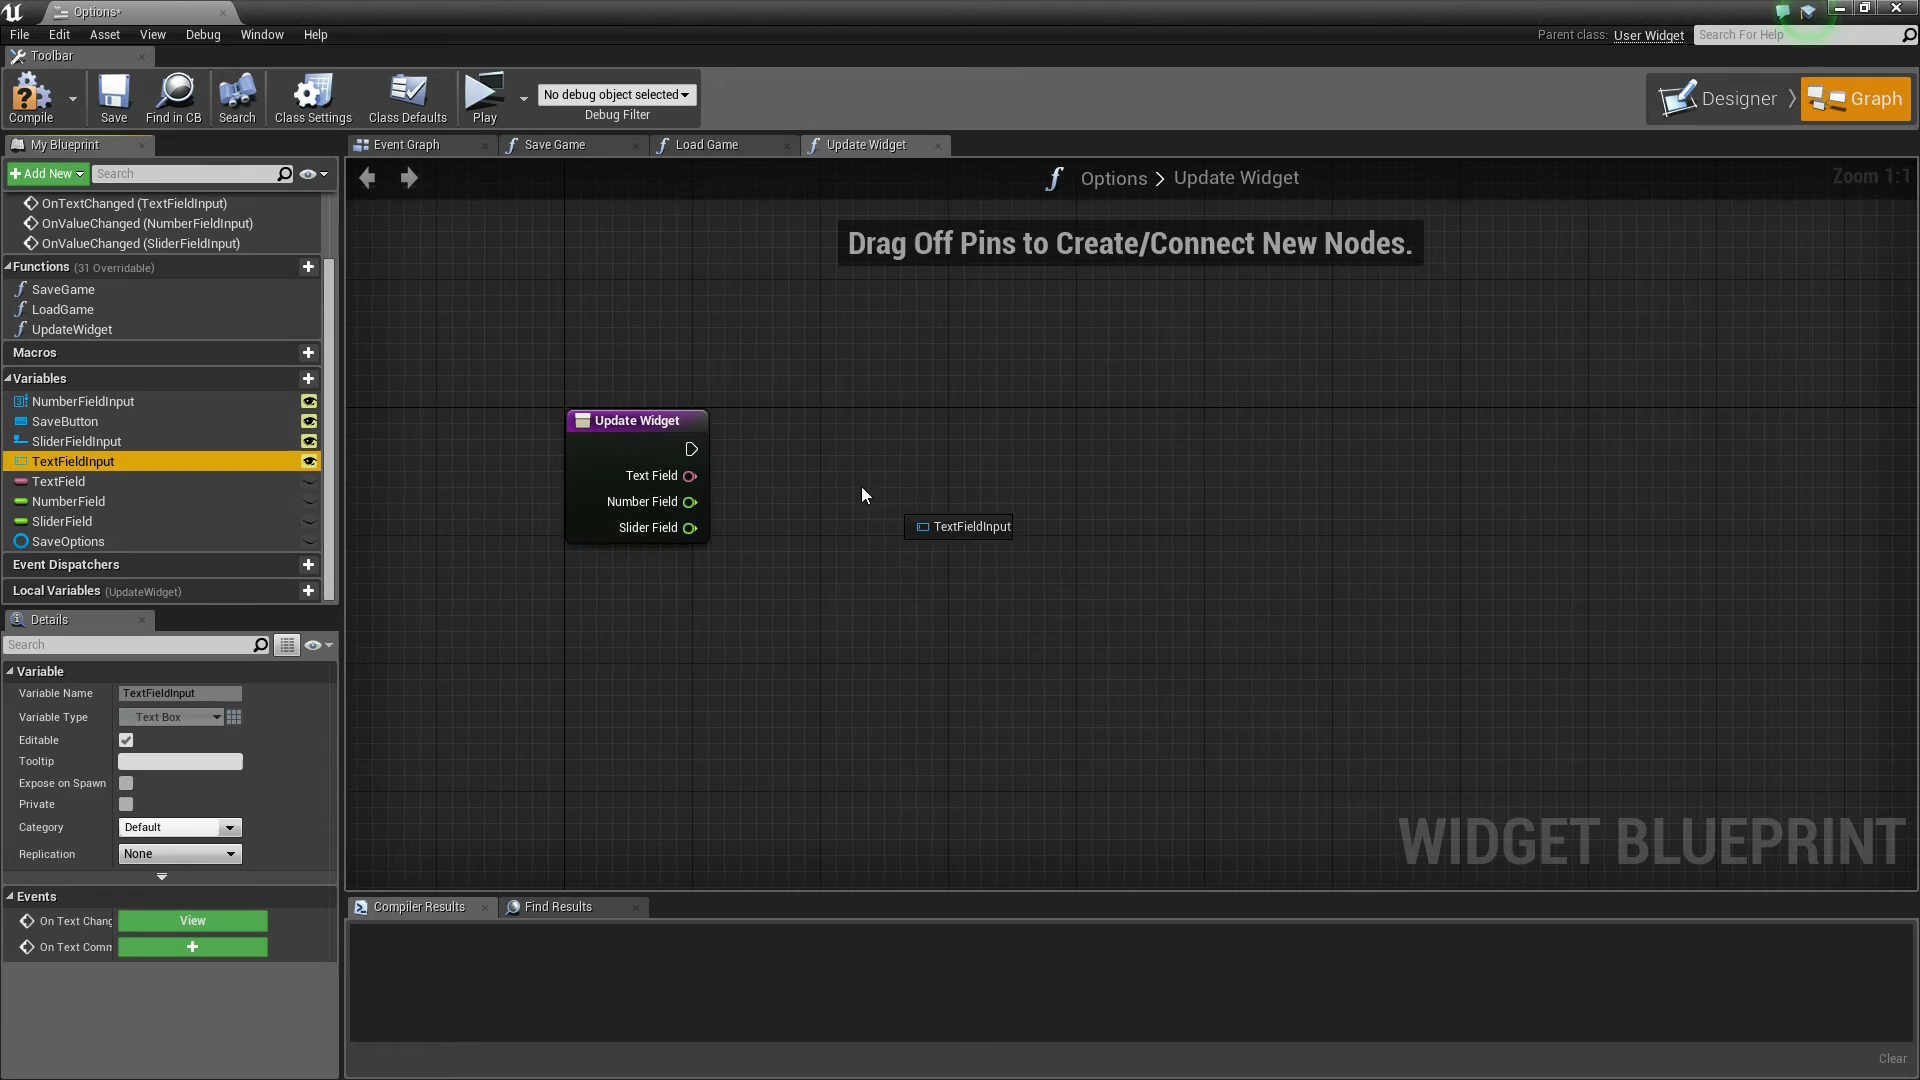 Options*
File Edit Asset View Debug Window Help
Parent class: User Widget Search For Help
Toolbar
Compile Save Find in CB Search Class Settings Class Defaults Play
No debug object selected
Debug Filter
Designer Graph
My Blueprint
Event Graph Save Game Load Game Update Widget
Add New Search
Options > Update Widget
Zoom 1:1
OnTextChanged (TextFieldInput)
OnValueChanged (NumberFieldInput)
OnValueChanged (SliderFieldInput)
Drag Off Pins to Create/Connect New Nodes.
Functions (31 Overridable)
SaveGame
LoadGame
UpdateWidget
Macros
Variables
NumberFieldInput
SaveButton
SliderFieldInput
TextFieldInput
TextField
NumberField
SliderField
SaveOptions
Event Dispatchers
Local Variables (UpdateWidget)
Update Widget
Text Field
Number Field
Slider Field
TextFieldInput
Details
Search
Variable
Variable Name TextFieldInput
Variable Type Text Box
Editable
Tooltip
Expose on Spawn
Private
Category Default
Replication None
Events
On Text Chang View
On Text Comm
WIDGET BLUEPRINT
Compiler Results Find Results
Clear